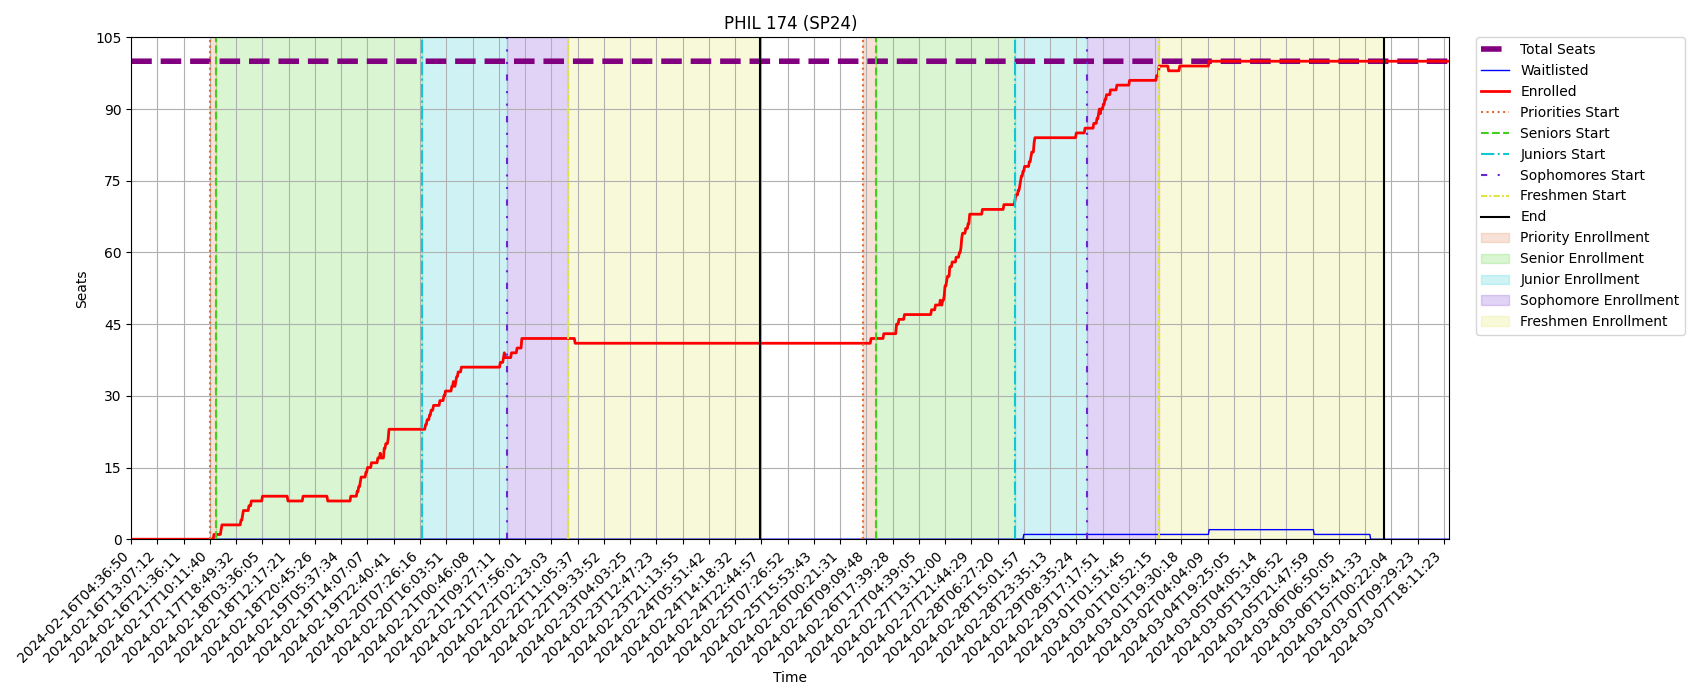 PHIL 174 (SP24)
105
90
75
60
45
30
15
0
Seats
2024-02-16T04:36:50
2024-02-16T13:07:12
2024-02-16T21:36:11
2024-02-17T10:11:40
2024-02-17T18:49:32
2024-02-18T03:36:05
2024-02-18T12:17:21
2024-02-18T20:45:26
2024-02-19T05:37:34
2024-02-19T14:07:07
2024-02-19T22:40:41
2024-02-20T07:26:16
2024-02-20T16:03:51
2024-02-21T00:46:08
2024-02-21T09:27:11
2024-02-21T17:56:01
2024-02-22T02:23:03
2024-02-22T11:05:37
2024-02-22T19:33:52
2024-02-23T04:03:25
2024-02-23T12:47:23
2024-02-23T21:13:55
2024-02-24T05:51:42
2024-02-24T14:18:32
2024-02-24T22:44:57
2024-02-25T07:26:52
2024-02-25T15:53:43
2024-02-26T00:21:31
2024-02-26T09:09:48
2024-02-26T17:39:28
2024-02-27T04:39:05
2024-02-27T13:12:00
2024-02-27T21:44:29
2024-02-28T06:27:20
2024-02-28T15:01:57
2024-02-28T23:35:13
2024-02-29T08:35:24
2024-02-29T17:17:51
2024-03-01T01:51:45
2024-03-01T10:52:15
2024-03-01T19:30:18
2024-03-02T04:04:09
2024-03-04T19:25:05
2024-03-05T04:05:14
2024-03-05T13:06:52
2024-03-05T21:47:59
2024-03-06T06:50:05
2024-03-06T15:41:33
2024-03-07T00:22:04
2024-03-07T09:29:23
2024-03-07T18:11:23
Time
Total Seats
Waitlisted
Enrolled
Priorities Start
Seniors Start
Juniors Start
Sophomores Start
Freshmen Start
End
Priority Enrollment
Senior Enrollment
Junior Enrollment
Sophomore Enrollment
Freshmen Enrollment